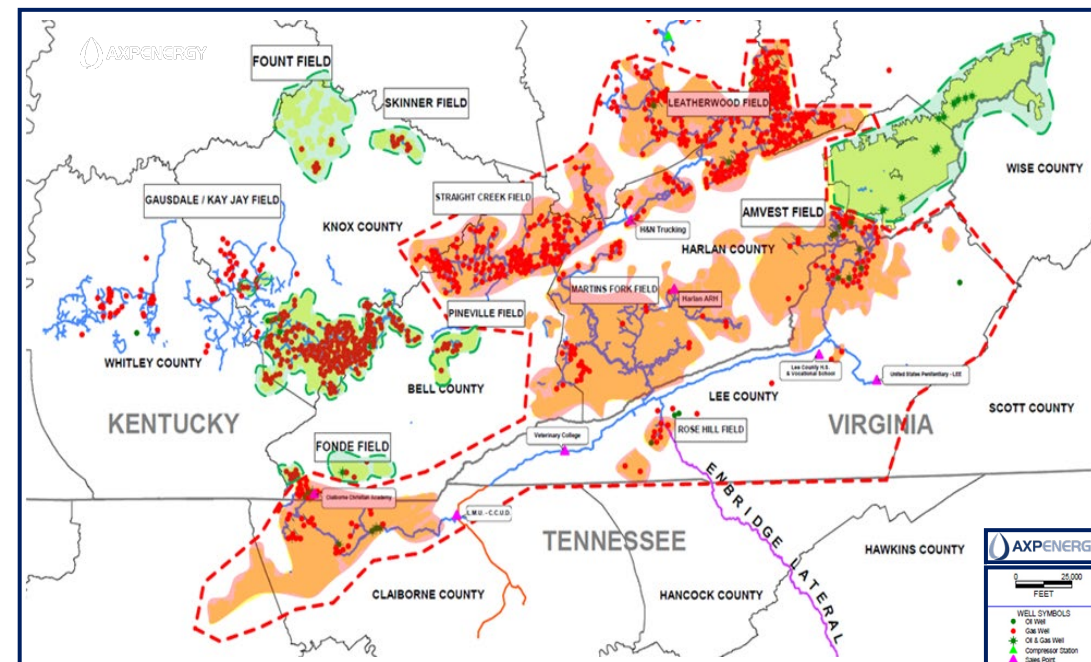 AXPENERGY
FOUNT FIELD
SKINNER FIELD
LEATHERWOOD FIELD
WISE COUNTY
GAUSDALE / KAY JAY FIELD
KNOX COUNTY
STRAIGHT CREEK FIELD
AMVEST FIELD
H&N Trucking
HARLAN COUNTY
MARTINS FORK FIELD
Harlan ARH
PINEVILLE FIELD
WHITLEY COUNTY
BELL COUNTY
Lee County H.S.
& Vocational School
United States Penitentiary - LEE
LEE COUNTY
SCOTT COUNTY
KENTUCKY
VIRGINIA
Veterinary College
ROSE HILL FIELD
FONDE FIELD
Claiborne Christian Academy
L.M.U. - C.C.U.D.
ENBRIDGE LATERAL
TENNESSEE
HAWKINS COUNTY
CLAIBORNE COUNTY
HANCOCK COUNTY
AXPENERG
0 25,000
FEET
WELL SYMBOLS
Oil Well
Gas Well
Oil & Gas Well
Compressor Station
Sales Point